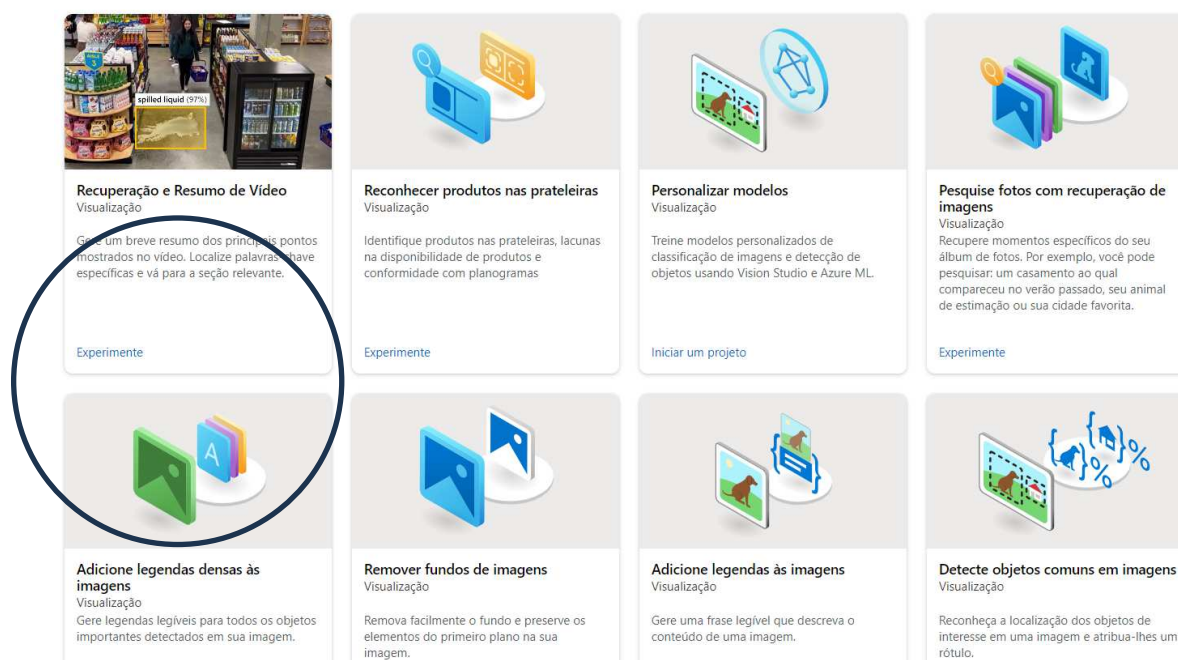 AISLE
3
spilled liquid (97%)
Recuperação e Resumo de Vídeo
Visualização
Gere um breve resumo dos principais pontos
mostrados no vídeo. Localize palavras-chave
específicas e vá para a seção relevante.
Experimente
Reconhecer produtos nas prateleiras
Visualização
Identifique produtos nas prateleiras, lacunas
na disponibilidade de produtos e
conformidade com planogramas
Experimente
Personalizar modelos
Visualização
Treine modelos personalizados de
classificação de imagens e detecção de
objetos usando Vision Studio e Azure ML.
Iniciar um projeto
Pesquise fotos com recuperação de
imagens
Visualização
Recupere momentos específicos do seu
álbum de fotos. Por exemplo, você pode
pesquisar: um casamento ao qual
compareceu no verão passado, seu animal
de estimação ou sua cidade favorita.
Experimente
A
Adicione legendas densas às
imagens
Visualização
Gere legendas legíveis para todos os objetos
importantes detectados em sua imagem.
Remover fundos de imagens
Visualização
Remova facilmente o fundo e preserve os
elementos do primeiro plano na sua
imagem.
Adicione legendas às imagens
Visualização
Gere uma frase legível que descreva o
conteúdo de uma imagem.
{ }%
{ }%
Detecte objetos comuns em imagens
Visualização
Reconheça a localização dos objetos de
interesse em uma imagem e atribua-lhes um
rótulo.